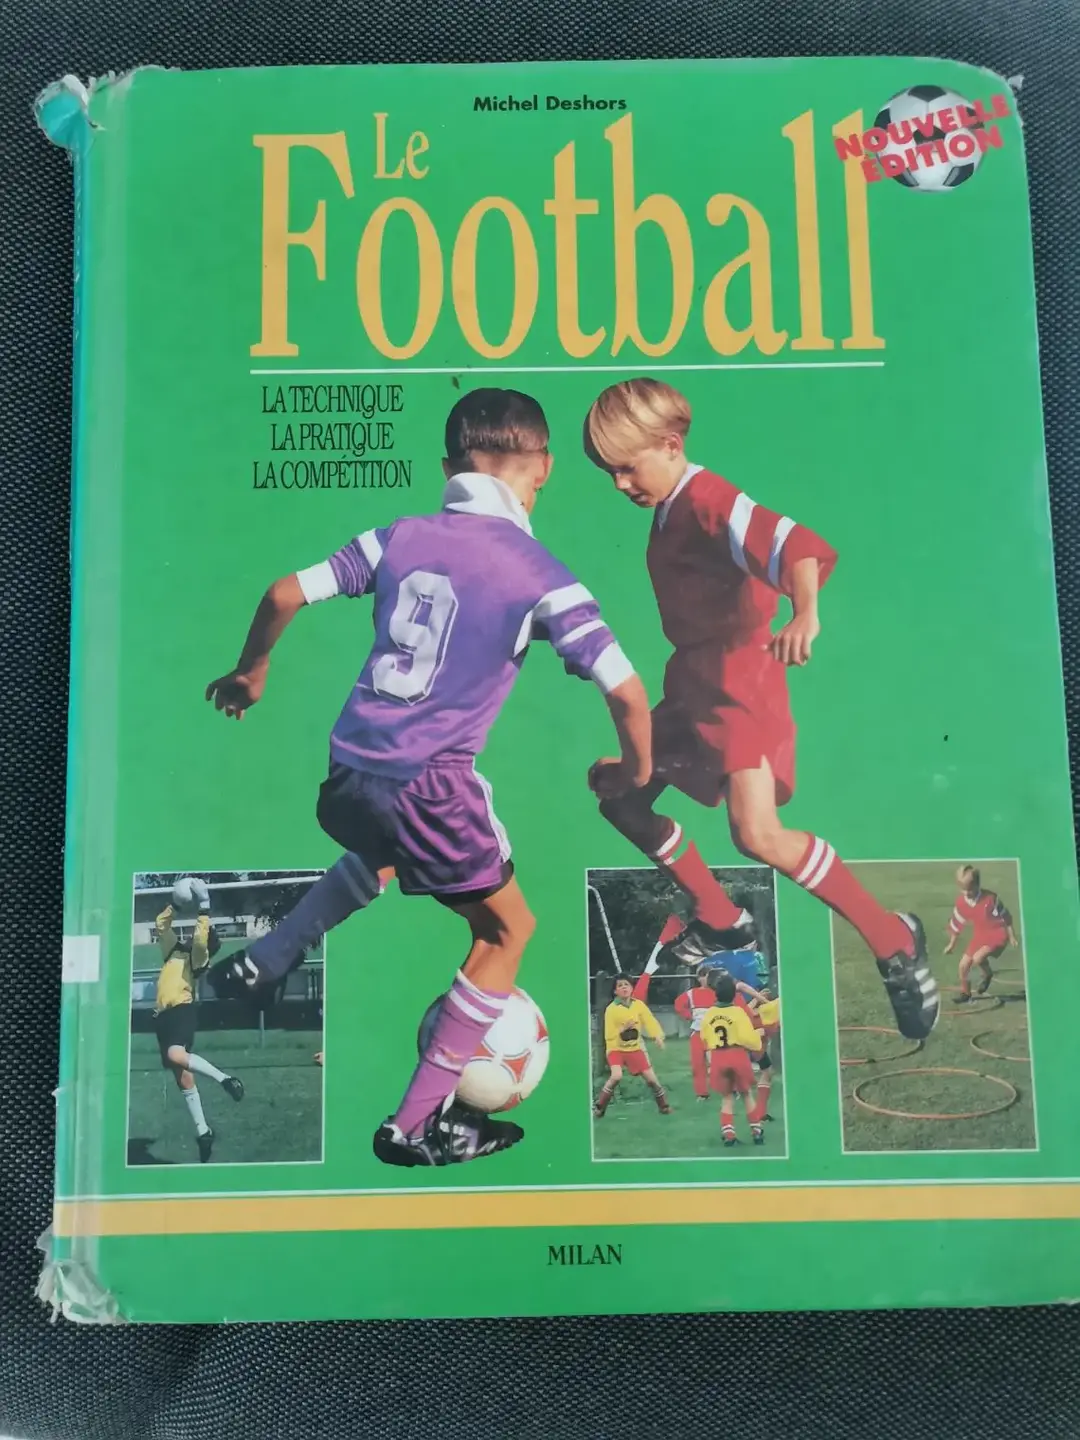 Michel Deshors
Le
Football
NOUVELLE
ÉDITION
LA TECHNIQUE
LA PRATIQUE
LA COMPÉTITION
9
3
MILAN